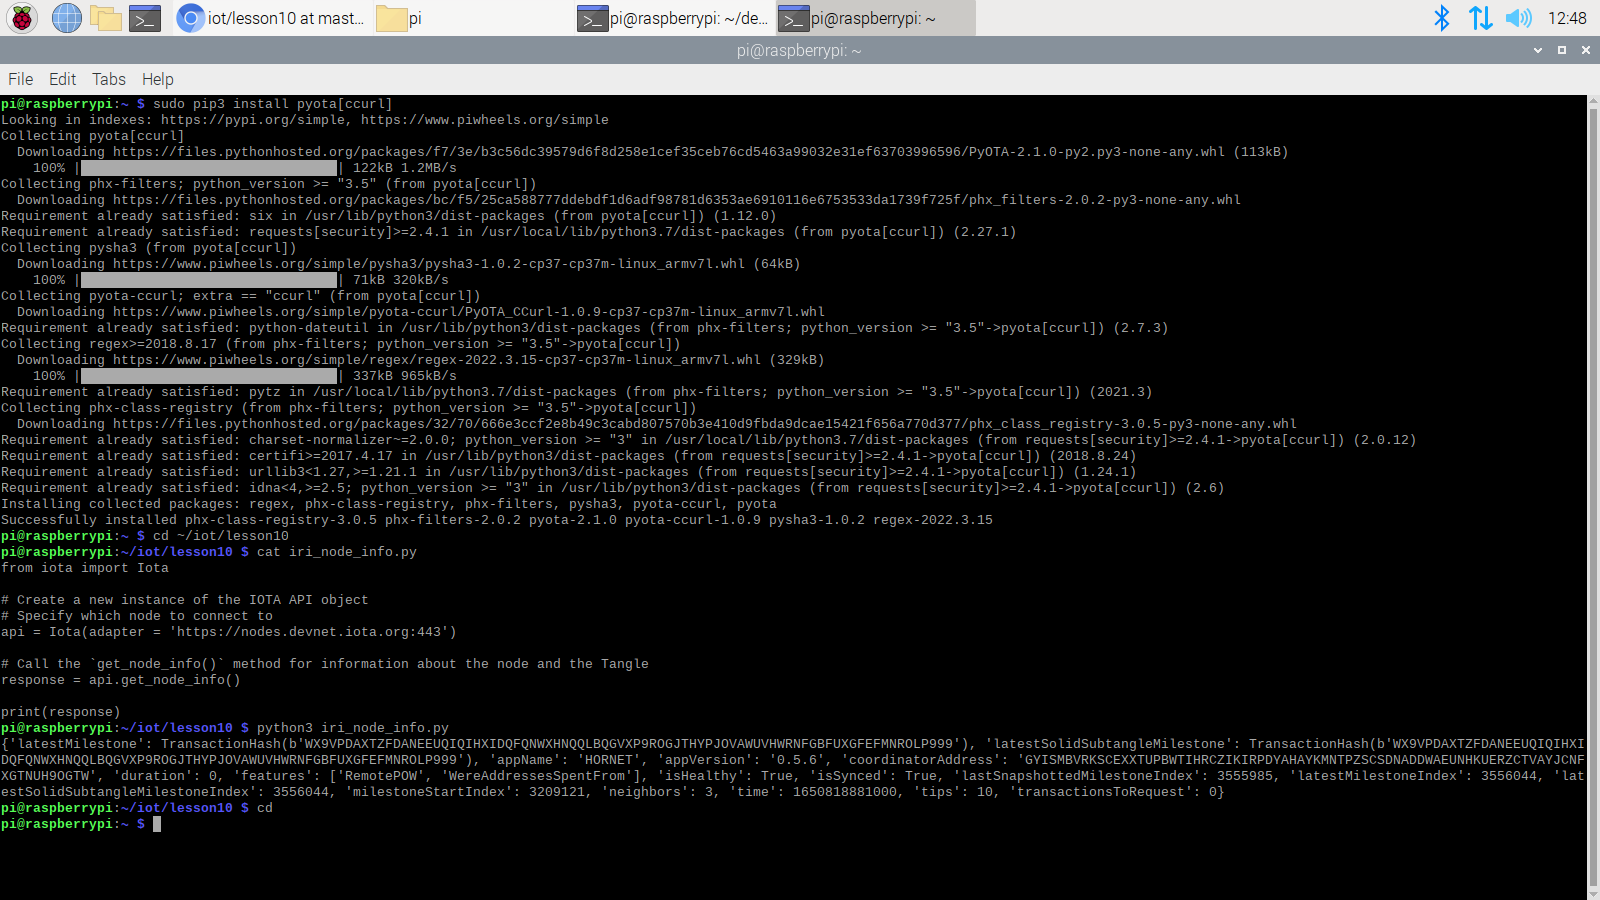 iot/lesson10 at mast...
pi
pi@raspberrypi: ~/de...
pi@raspberrypi: ~
12:48
pi@raspberrypi: ~
File Edit Tabs Help
pi@raspberrypi:~ $ sudo pip3 install pyota[ccurl]
Looking in indexes: https://pypi.org/simple, https://www.piwheels.org/simple
Collecting pyota[ccurl]
  Downloading https://files.pythonhosted.org/packages/f7/3e/b3c56dc39579d6f8d258e1cef35ceb76cd5463a99032e31ef63703996596/PyOTA-2.1.0-py2.py3-none-any.whl (113kB)
    100% |████████████████████████████████| 122kB 1.2MB/s
Collecting phx-filters; python_version >= "3.5" (from pyota[ccurl])
  Downloading https://files.pythonhosted.org/packages/bc/f5/25ca588777ddebdf1d6adf98781d6353ae6910116e6753533da1739f725f/phx_filters-2.0.2-py3-none-any.whl
Requirement already satisfied: six in /usr/lib/python3/dist-packages (from pyota[ccurl]) (1.12.0)
Requirement already satisfied: requests[security]>=2.4.1 in /usr/local/lib/python3.7/dist-packages (from pyota[ccurl]) (2.27.1)
Collecting pysha3 (from pyota[ccurl])
  Downloading https://www.piwheels.org/simple/pysha3/pysha3-1.0.2-cp37-cp37m-linux_armv7l.whl (64kB)
    100% |████████████████████████████████| 71kB 320kB/s
Collecting pyota-ccurl; extra == "ccurl" (from pyota[ccurl])
  Downloading https://www.piwheels.org/simple/pyota-ccurl/PyOTA_CCurl-1.0.9-cp37-cp37m-linux_armv7l.whl
Requirement already satisfied: python-dateutil in /usr/lib/python3/dist-packages (from phx-filters; python_version >= "3.5"->pyota[ccurl]) (2.7.3)
Collecting regex>=2018.8.17 (from phx-filters; python_version >= "3.5"->pyota[ccurl])
  Downloading https://www.piwheels.org/simple/regex/regex-2022.3.15-cp37-cp37m-linux_armv7l.whl (329kB)
    100% |████████████████████████████████| 337kB 965kB/s
Requirement already satisfied: pytz in /usr/local/lib/python3.7/dist-packages (from phx-filters; python_version >= "3.5"->pyota[ccurl]) (2021.3)
Collecting phx-class-registry (from phx-filters; python_version >= "3.5"->pyota[ccurl])
  Downloading https://files.pythonhosted.org/packages/32/70/666e3ccf2e8b49c3cabd807570b3e410d9fbda9dcae15421f656a770d377/phx_class_registry-3.0.5-py3-none-any.whl
Requirement already satisfied: charset-normalizer~=2.0.0; python_version >= "3" in /usr/local/lib/python3.7/dist-packages (from requests[security]>=2.4.1->pyota[ccurl]) (2.0.12)
Requirement already satisfied: certifi>=2017.4.17 in /usr/lib/python3/dist-packages (from requests[security]>=2.4.1->pyota[ccurl]) (2018.8.24)
Requirement already satisfied: urllib3<1.27,>=1.21.1 in /usr/lib/python3/dist-packages (from requests[security]>=2.4.1->pyota[ccurl]) (1.24.1)
Requirement already satisfied: idna<4,>=2.5; python_version >= "3" in /usr/lib/python3/dist-packages (from requests[security]>=2.4.1->pyota[ccurl]) (2.6)
Installing collected packages: regex, phx-class-registry, phx-filters, pysha3, pyota-ccurl, pyota
Successfully installed phx-class-registry-3.0.5 phx-filters-2.0.2 pyota-2.1.0 pyota-ccurl-1.0.9 pysha3-1.0.2 regex-2022.3.15
pi@raspberrypi:~ $ cd ~/iot/lesson10
pi@raspberrypi:~/iot/lesson10 $ cat iri_node_info.py
from iota import Iota

# Create a new instance of the IOTA API object
# Specify which node to connect to
api = Iota(adapter = 'https://nodes.devnet.iota.org:443')

# Call the `get_node_info()` method for information about the node and the Tangle
response = api.get_node_info()

print(response)
pi@raspberrypi:~/iot/lesson10 $ python3 iri_node_info.py
{'latestMilestone': TransactionHash(b'WX9VPDAXTZFDANEEUQIQIHXIDQFQNWXHNQQLBQGVXP9ROGJTHYPJOVAWUVHWRNFGBFUXGFEFMNROLP999'), 'latestSolidSubtangleMilestone': TransactionHash(b'WX9VPDAXTZFDANEEUQIQIHXI
DQFQNWXHNQQLBQGVXP9ROGJTHYPJOVAWUVHWRNFGBFUXGFEFMNROLP999'), 'appName': 'HORNET', 'appVersion': '0.5.6', 'coordinatorAddress': 'GYISMBVRKSCEXXTUPBWTIHRCZIKIRPDYAHAYKMNTPZSCSDNADDWAEUNHKUERZCTVAYJCNF
XGTNUH9OGTW', 'duration': 0, 'features': ['RemotePOW', 'WereAddressesSpentFrom'], 'isHealthy': True, 'isSynced': True, 'lastSnapshottedMilestoneIndex': 3555985, 'latestMilestoneIndex': 3556044, 'lat
estSolidSubtangleMilestoneIndex': 3556044, 'milestoneStartIndex': 3209121, 'neighbors': 3, 'time': 1650818881000, 'tips': 10, 'transactionsToRequest': 0}
pi@raspberrypi:~/iot/lesson10 $ cd
pi@raspberrypi:~ $